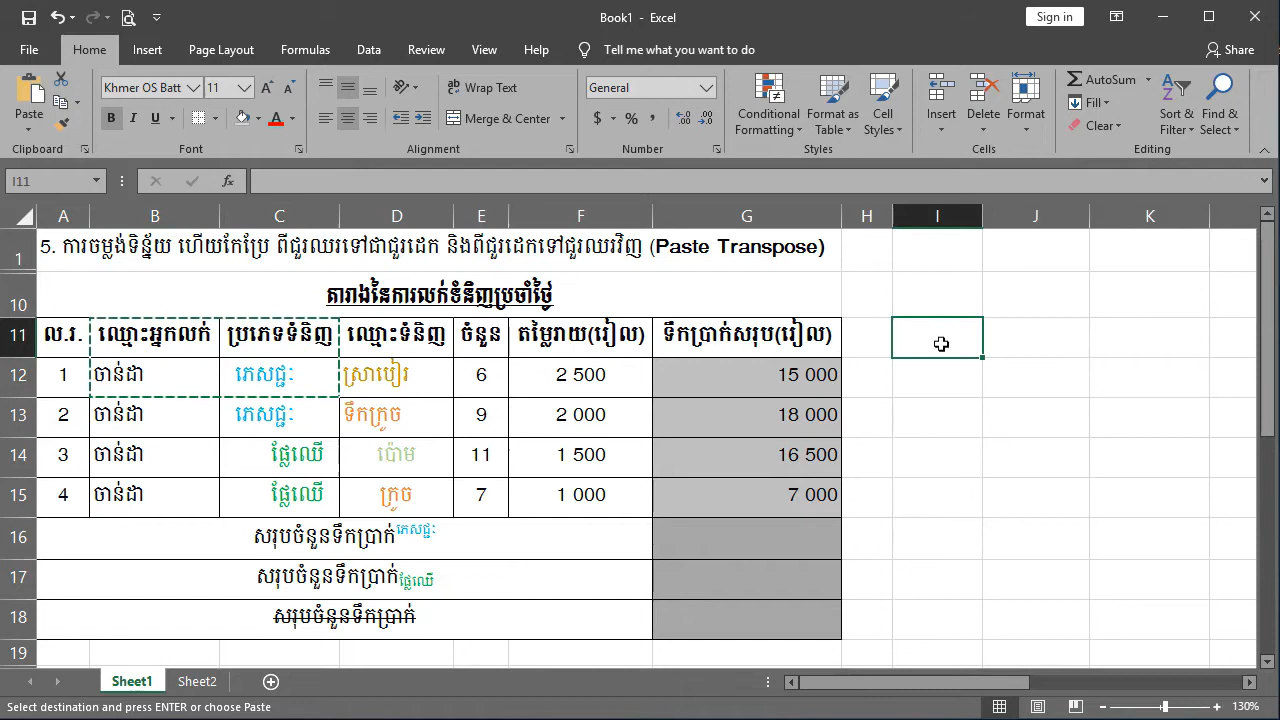 Book1 - Excel
Sign in
File Home Insert Page Layout Formulas Data Review View Help Tell me what you want to do Share
Paste
Khmer OS Batt 11
B I U A
Wrap Text
Merge & Center
General
$ % ,
Conditional Formatting
Format as Table
Cell Styles
Insert
Delete
Format
AutoSum
Fill
Clear
Sort & Filter
Find & Select
Clipboard Font Alignment Number Styles Cells Editing
I11 fx
A B C D E F G H I J K
1 5. ការចម្លង់ទិន្ន័យ ហើយកែប្រែ ពីជួរឈរទៅជាជួរដេក និងពីជួរដេកទៅជួរឈរវិញ (Paste Transpose)
10 តារាងនៃការលក់ទំនិញប្រចាំថ្ងៃ
11 ល.រ. ឈ្មោះអ្នកលក់ ប្រភេទទំនិញ ឈ្មោះទំនិញ ចំនួន តម្លៃរាយ(រៀល) ទឹកប្រាក់សរុប(រៀល)
12 1 ចាន់ដា ភេសជ្ជៈ ស្រាបៀរ 6 2 500 15 000
13 2 ចាន់ដា ភេសជ្ជៈ ទឹកក្រូច 9 2 000 18 000
14 3 ចាន់ដា ផ្លែឈើ ប៉ោម 11 1 500 16 500
15 4 ចាន់ដា ផ្លែឈើ ក្រូច 7 1 000 7 000
16 សរុបចំនួនទឹកប្រាក់ភេសជ្ជៈ
17 សរុបចំនួនទឹកប្រាក់ផ្លែឈើ
18 សរុបចំនួនទឹកប្រាក់
19
Sheet1 Sheet2
Select destination and press ENTER or choose Paste
130%